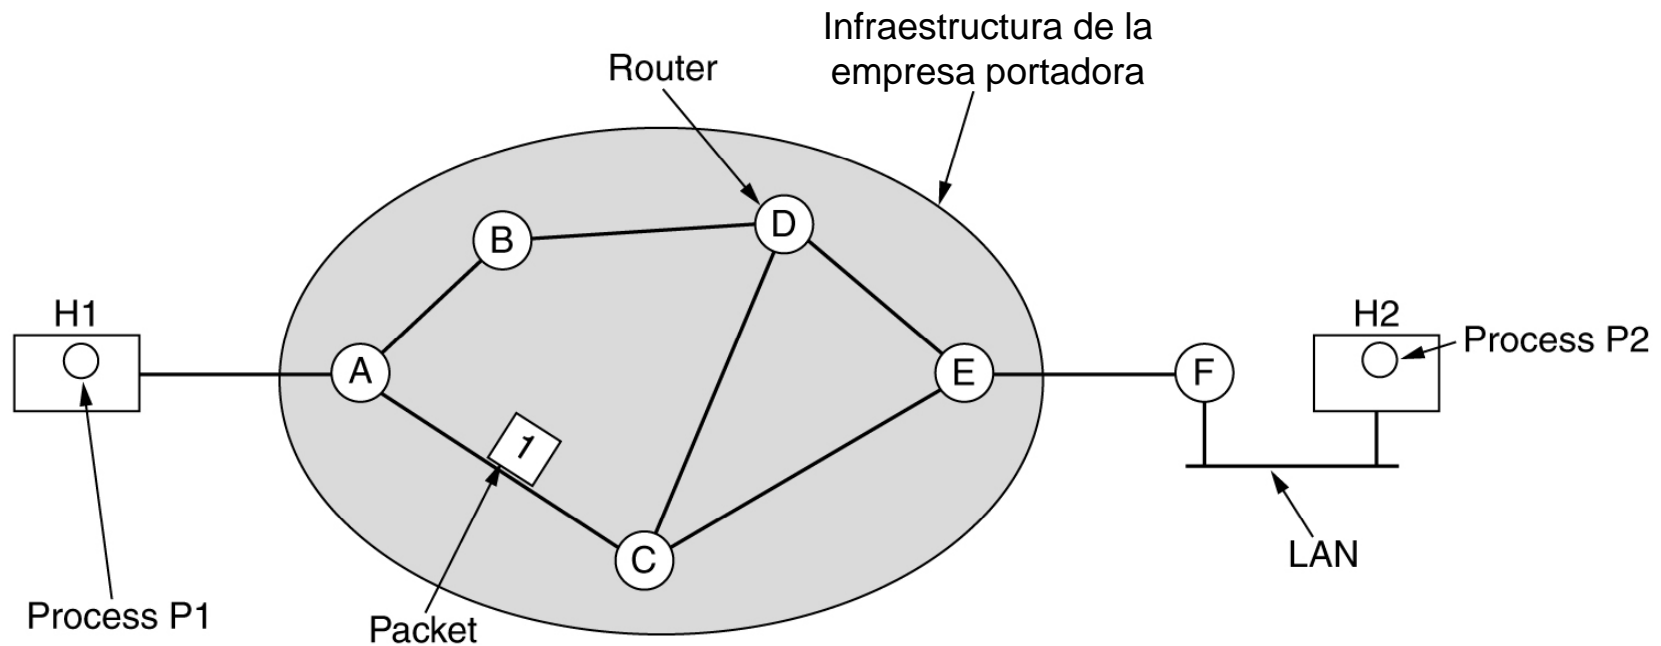 Infraestructura de la
empresa portadora
Router
B
D
H1
H2
Process P2
A
E
F
1
C
LAN
Process P1
Packet